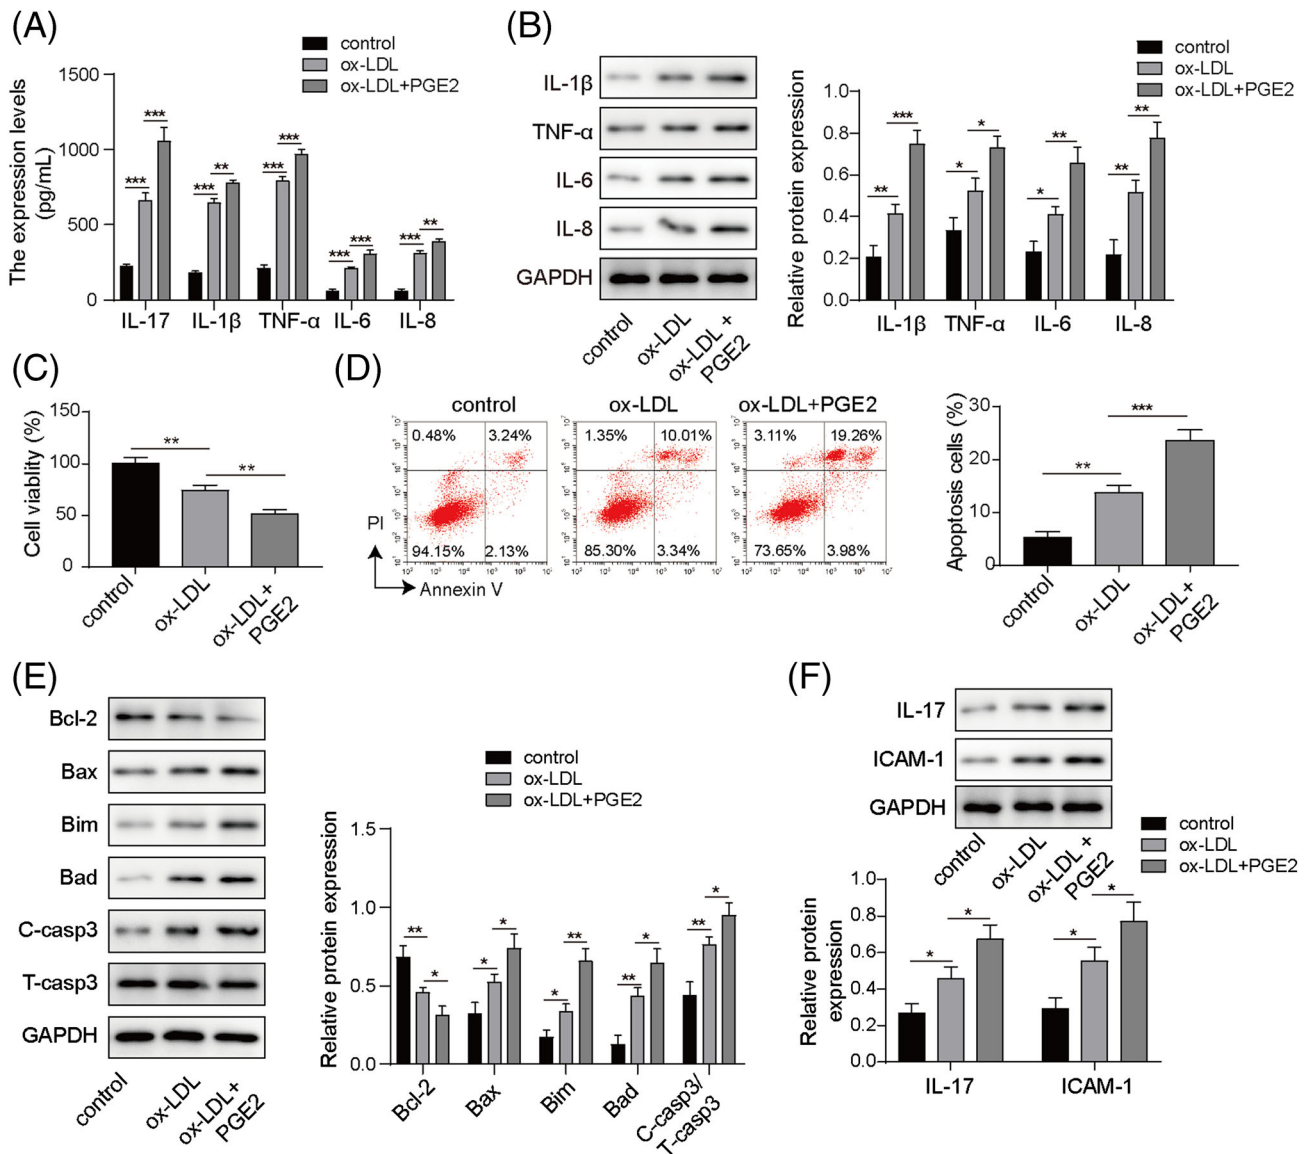 (A)
control
ox-LDL
ox-LDL+PGE2
The expression levels
(pg/mL)
1500
1000
500
0
*** ***
*** **
*** ***
*** ***
*** **
IL-17 IL-1β TNF-α IL-6 IL-8
(B)
IL-1β
TNF-α
IL-6
IL-8
GAPDH
control
ox-LDL
ox-LDL +
PGE2
control
ox-LDL
ox-LDL+PGE2
Relative protein expression
1.0
0.8
0.6
0.4
0.2
0.0
** ***
* *
* **
** **
IL-1β TNF-α IL-6 IL-8
(C)
Cell viablity (%)
150
100
50
0
** **
control
ox-LDL
ox-LDL+
PGE2
(D)
control ox-LDL ox-LDL+PGE2
0.48% 3.24%
94.15% 2.13%
1.35% 10.01%
85.30% 3.34%
3.11% 19.26%
73.65% 3.98%
PI
Annexin V
Apoptosis cells (%)
30
20
10
0
** ***
control
ox-LDL
ox-LDL+
PGE2
(E)
Bcl-2
Bax
Bim
Bad
C-casp3
T-casp3
GAPDH
control
ox-LDL
ox-LDL+
PGE2
control
ox-LDL
ox-LDL+PGE2
Relative protein expression
1.5
1.0
0.5
0.0
** *
* *
* **
** *
** *
Bcl-2
Bax
Bim
Bad
C-casp3/
T-casp3
(F)
IL-17
ICAM-1
GAPDH
control
ox-LDL
ox-LDL +
PGE2
control
ox-LDL
ox-LDL+PGE2
Relative protein
expression
1.0
0.8
0.6
0.4
0.2
0.0
* *
* *
IL-17 ICAM-1